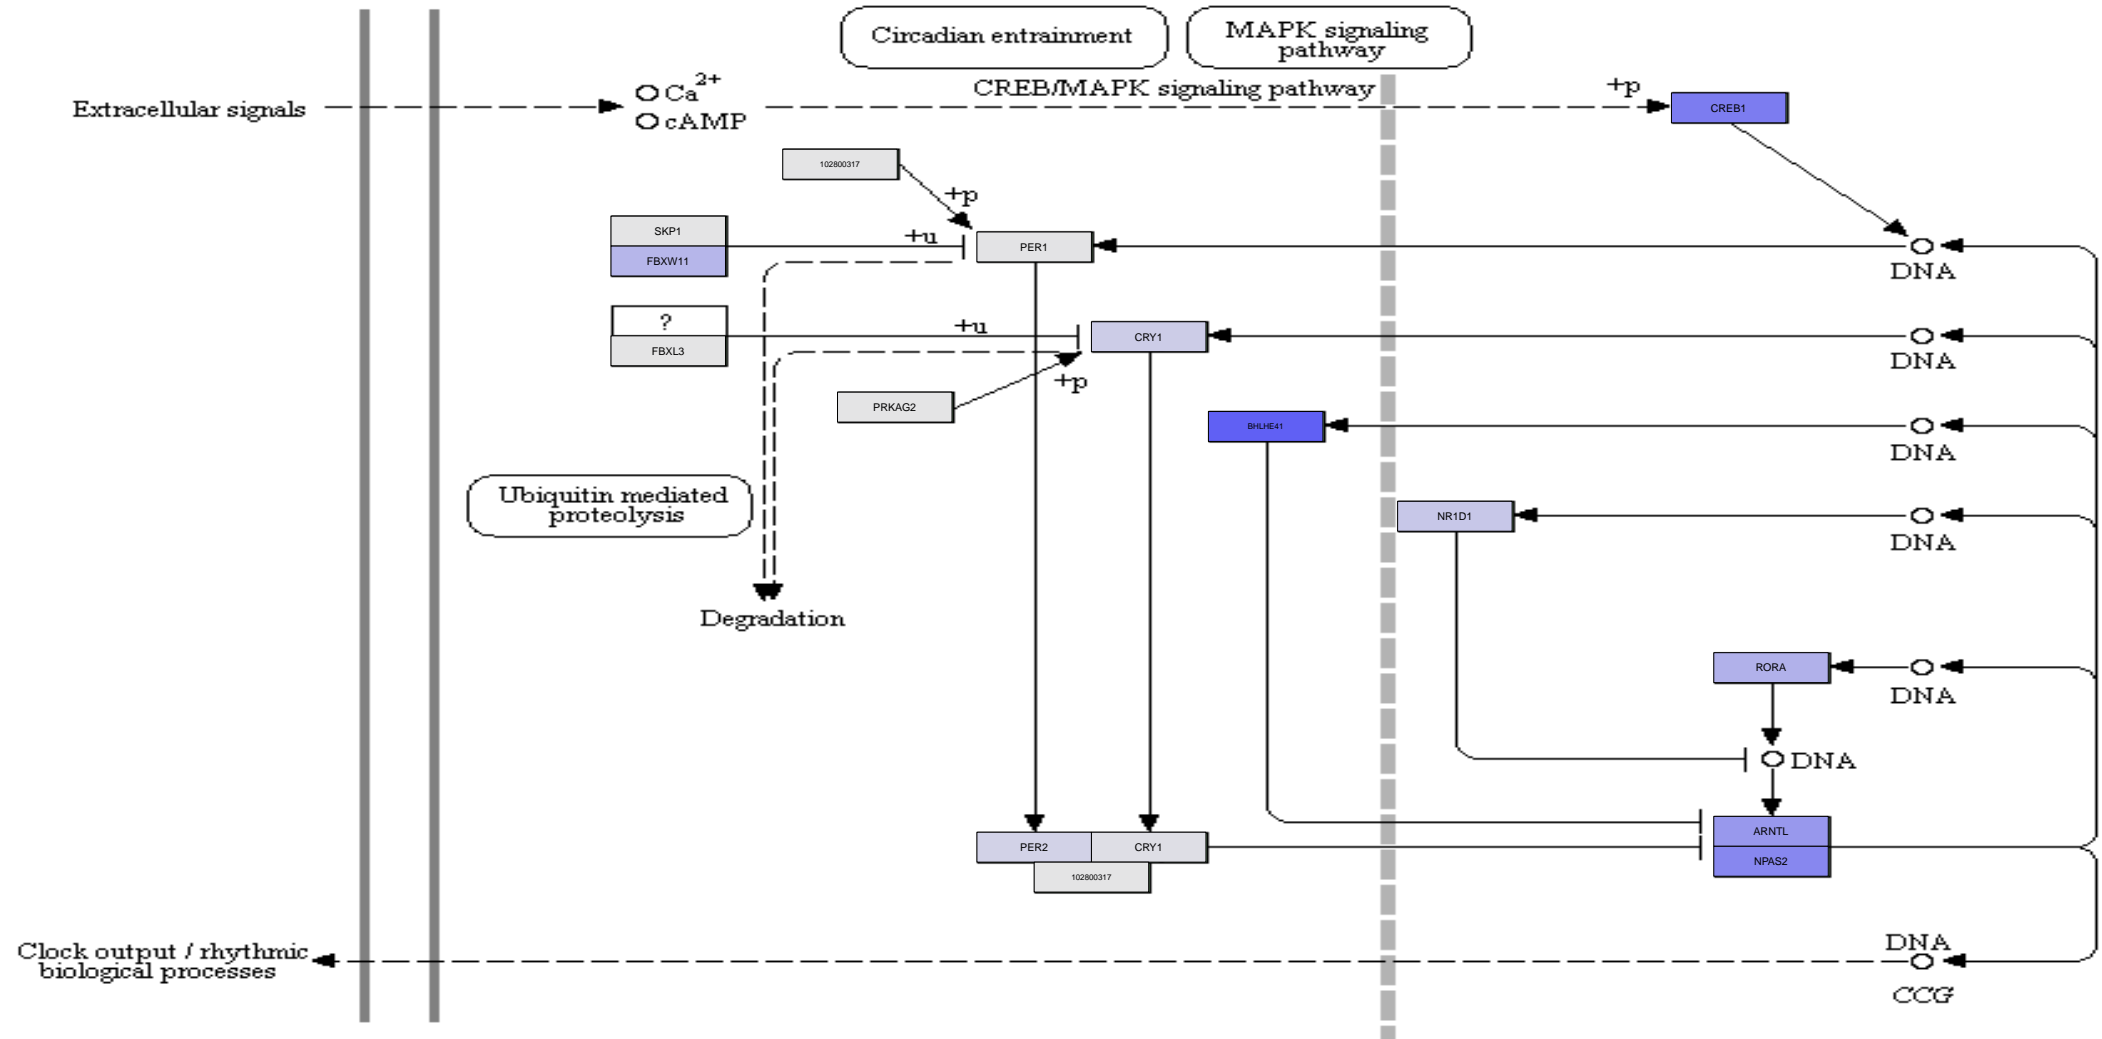 Circadian entrainment
MAPK signaling
pathway
Extracellular signals
Ca2+
cAMP
CREB/MAPK signaling pathway
+p
CREB1
102800317
+p
SKP1
FBXW11
+u
PER1
DNA
?
FBXL3
+u
CRY1
DNA
PRKAG2
+p
BHLHE41
DNA
Ubiquitin mediated
proteolysis
NR1D1
DNA
Degradation
RORA
DNA
DNA
PER2
CRY1
102800317
ARNTL
NPAS2
Clock output / rhythmic
biological processes
DNA
CCG